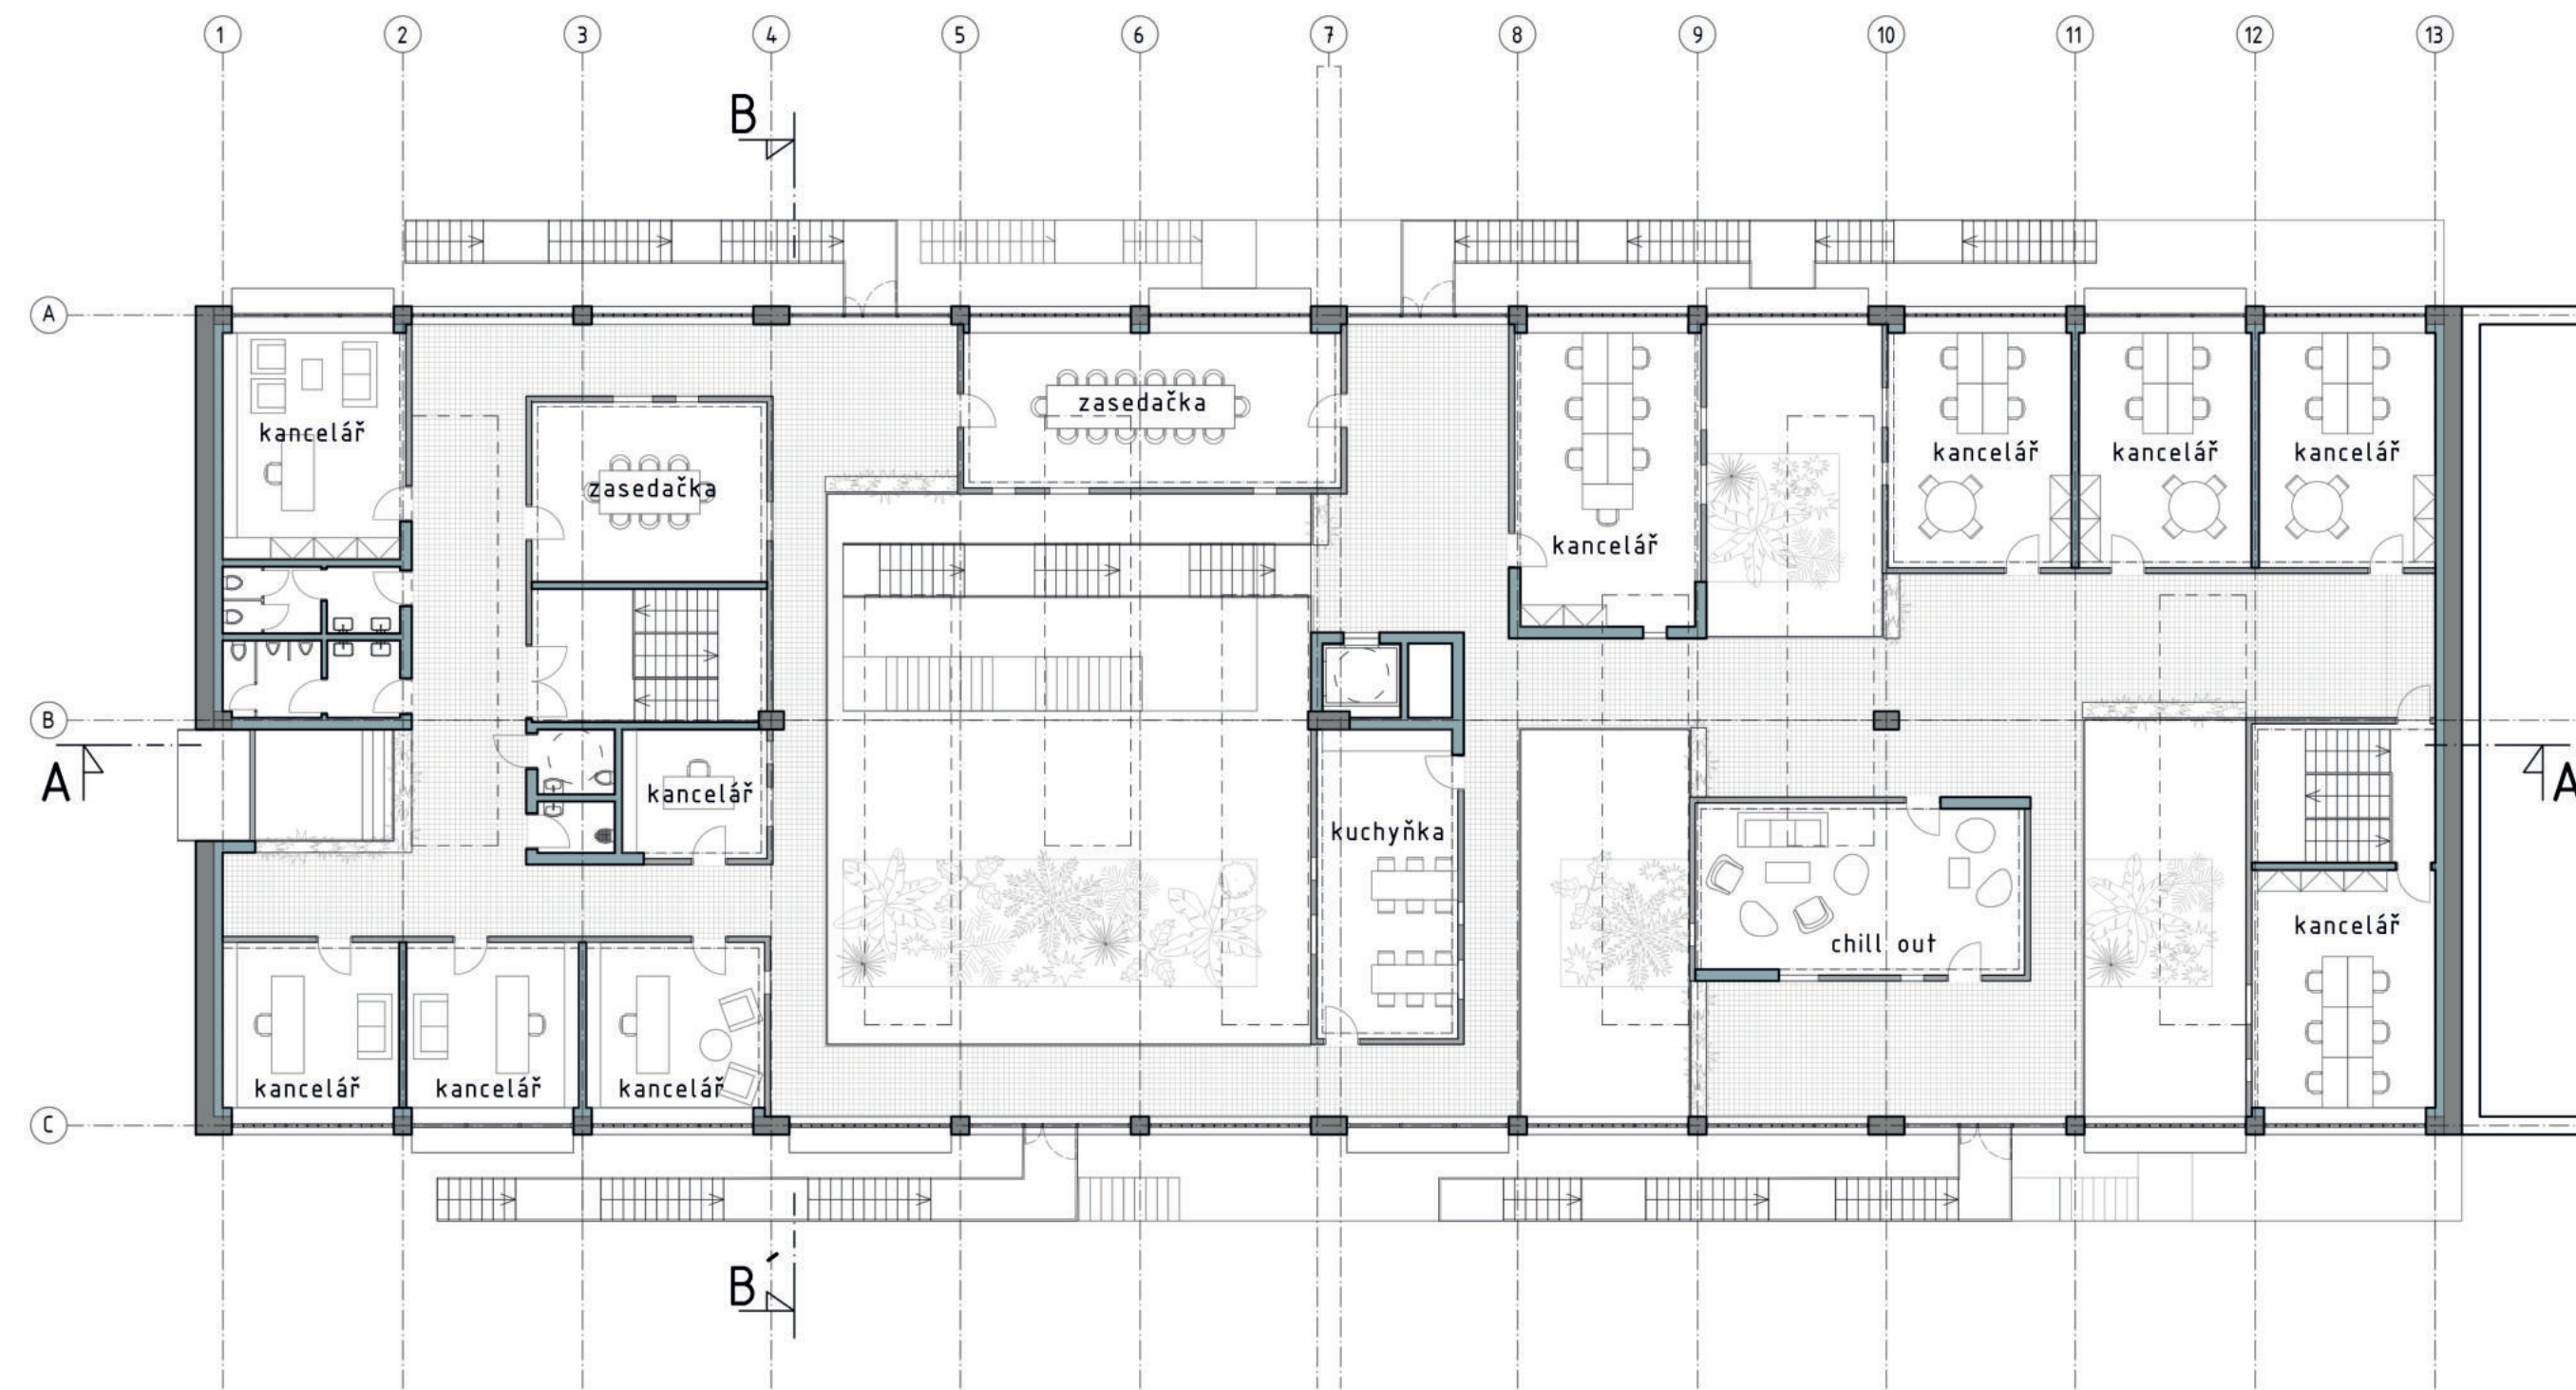 1 2 3 4 5 6 7 8 9 10 11 12 13
B
A
zasedačka
kancelář
kancelář kancelář kancelář
zasedačka
kancelář
B
A A
kancelář
kuchyňka
kancelář
chill out
kancelář kancelář kancelář
C
B´